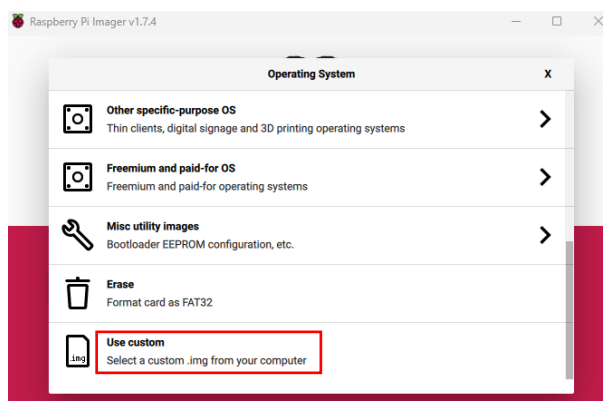 Raspberry Pi Imager v1.7.4
Operating System
X
Other specific-purpose OS
Thin clients, digital signage and 3D printing operating systems
Freemium and paid-for OS
Freemium and paid-for operating systems
Misc utility images
Bootloader EEPROM configuration, etc.
Erase
Format card as FAT32
.img
Use custom
Select a custom .img from your computer